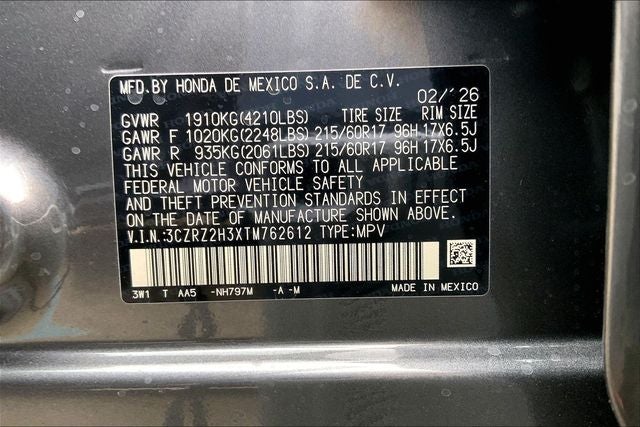 MFD.BY HONDA DE MEXICO S.A. DE C.V.
02/'26
GVWR 1910KG(4210LBS) TIRE SIZE RIM SIZE
GAWR F 1020KG(2248LBS) 215/60R17 96H 17X6.5J
GAWR R 935KG(2061LBS) 215/60R17 96H 17X6.5J
THIS VEHICLE CONFORMS TO ALL APPLICABLE
FEDERAL MOTOR VEHICLE SAFETY
AND THEFT PREVENTION STANDARDS IN EFFECT
ON THE DATE OF MANUFACTURE SHOWN ABOVE.
V.I.N.:3CZRZ2H3XTM762612 TYPE:MPV
3W1 T AA5 -NH797M -A -M MADE IN MEXICO